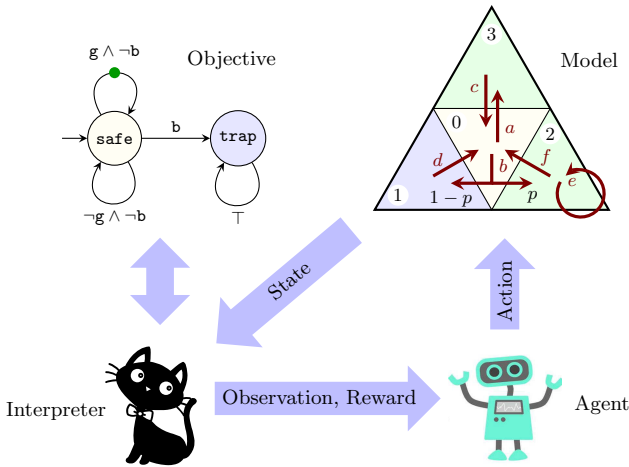 g ∧ ¬b
Objective
safe
b
trap
¬g ∧ ¬b
⊤
Model
3
c
0
a
2
d
b
f
e
1
1 − p
p
State
Action
Interpreter
Observation, Reward
Agent